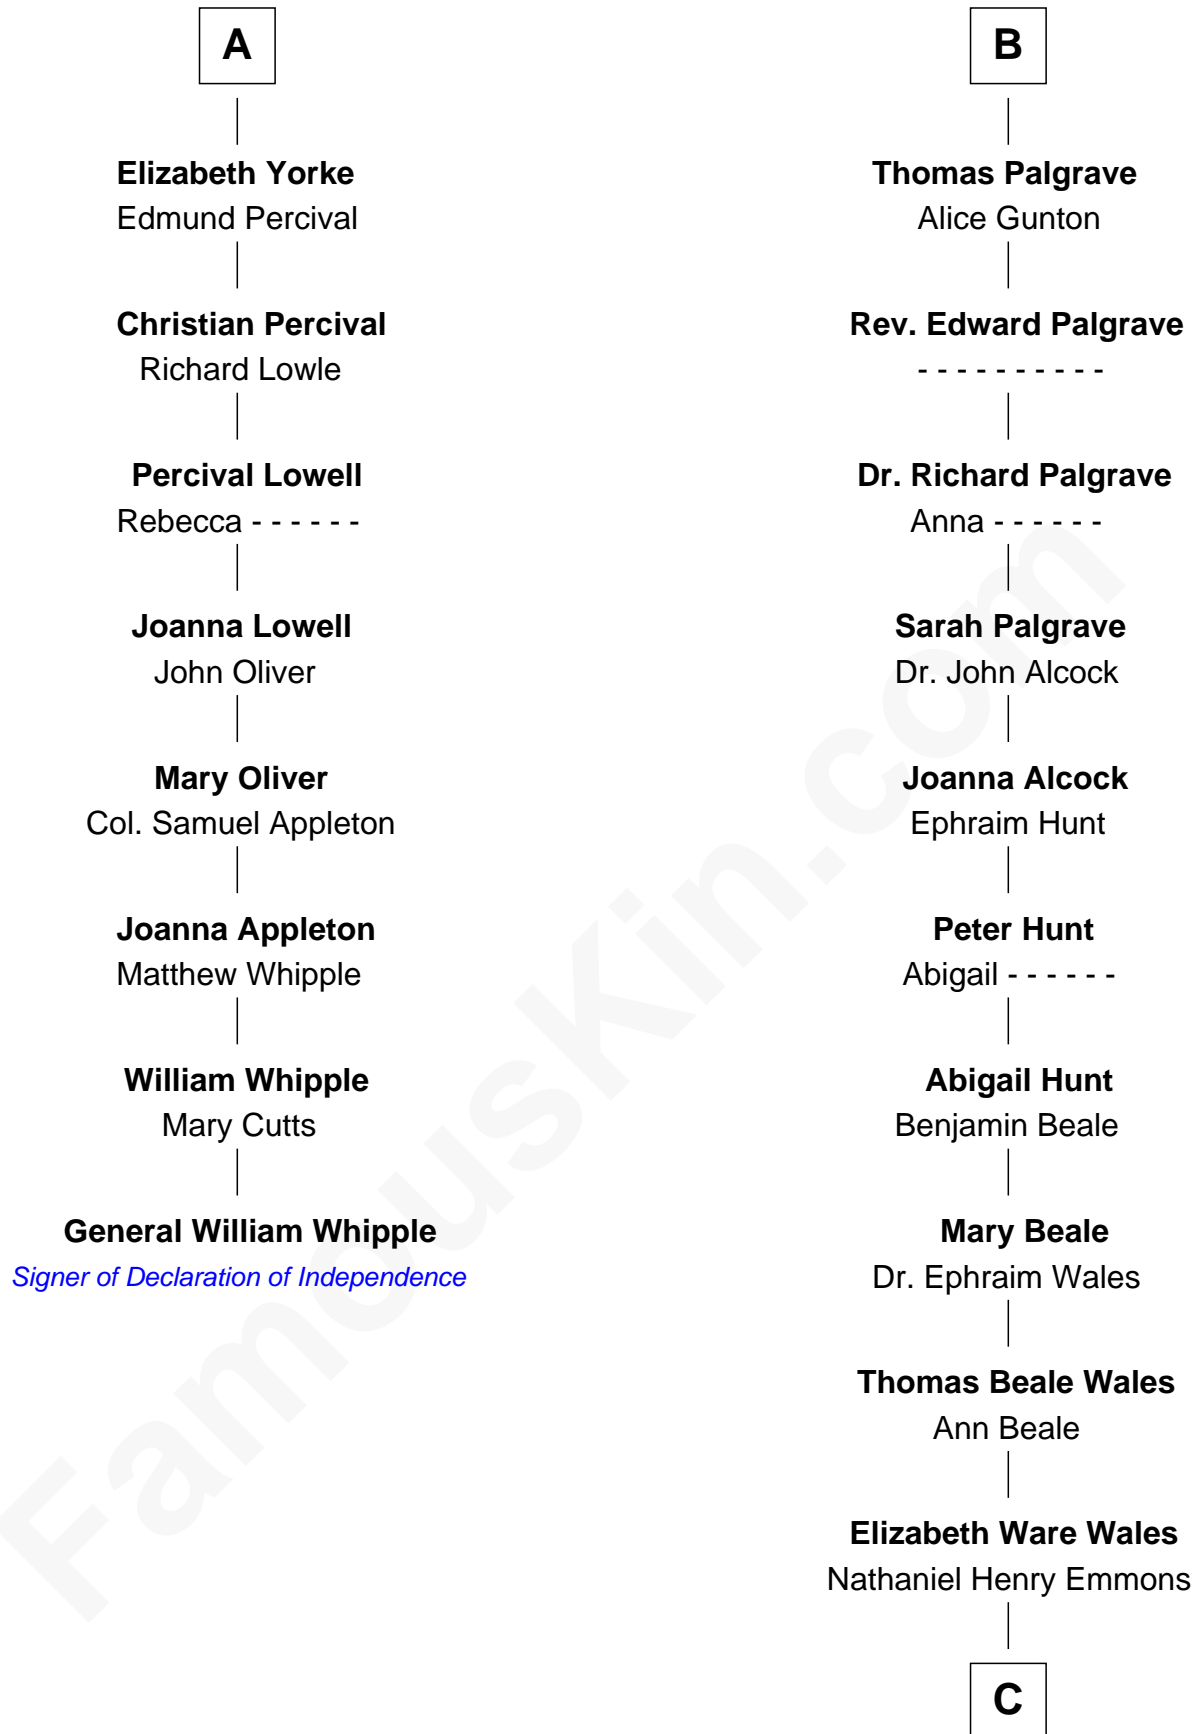 A
Elizabeth Yorke
Edmund Percival
Christian Percival
Richard Lowle
Percival Lowell
Rebecca - - - - - -
Joanna Lowell
John Oliver
Mary Oliver
Col. Samuel Appleton
Joanna Appleton
Matthew Whipple
William Whipple
Mary Cutts
General William Whipple
Signer of Declaration of Independence
B
Thomas Palgrave
Alice Gunton
Rev. Edward Palgrave
- - - - - - - - - -
Dr. Richard Palgrave
Anna - - - - - -
Sarah Palgrave
Dr. John Alcock
Joanna Alcock
Ephraim Hunt
Peter Hunt
Abigail - - - - - -
Abigail Hunt
Benjamin Beale
Mary Beale
Dr. Ephraim Wales
Thomas Beale Wales
Ann Beale
Elizabeth Ware Wales
Nathaniel Henry Emmons
C
FamousKin.com